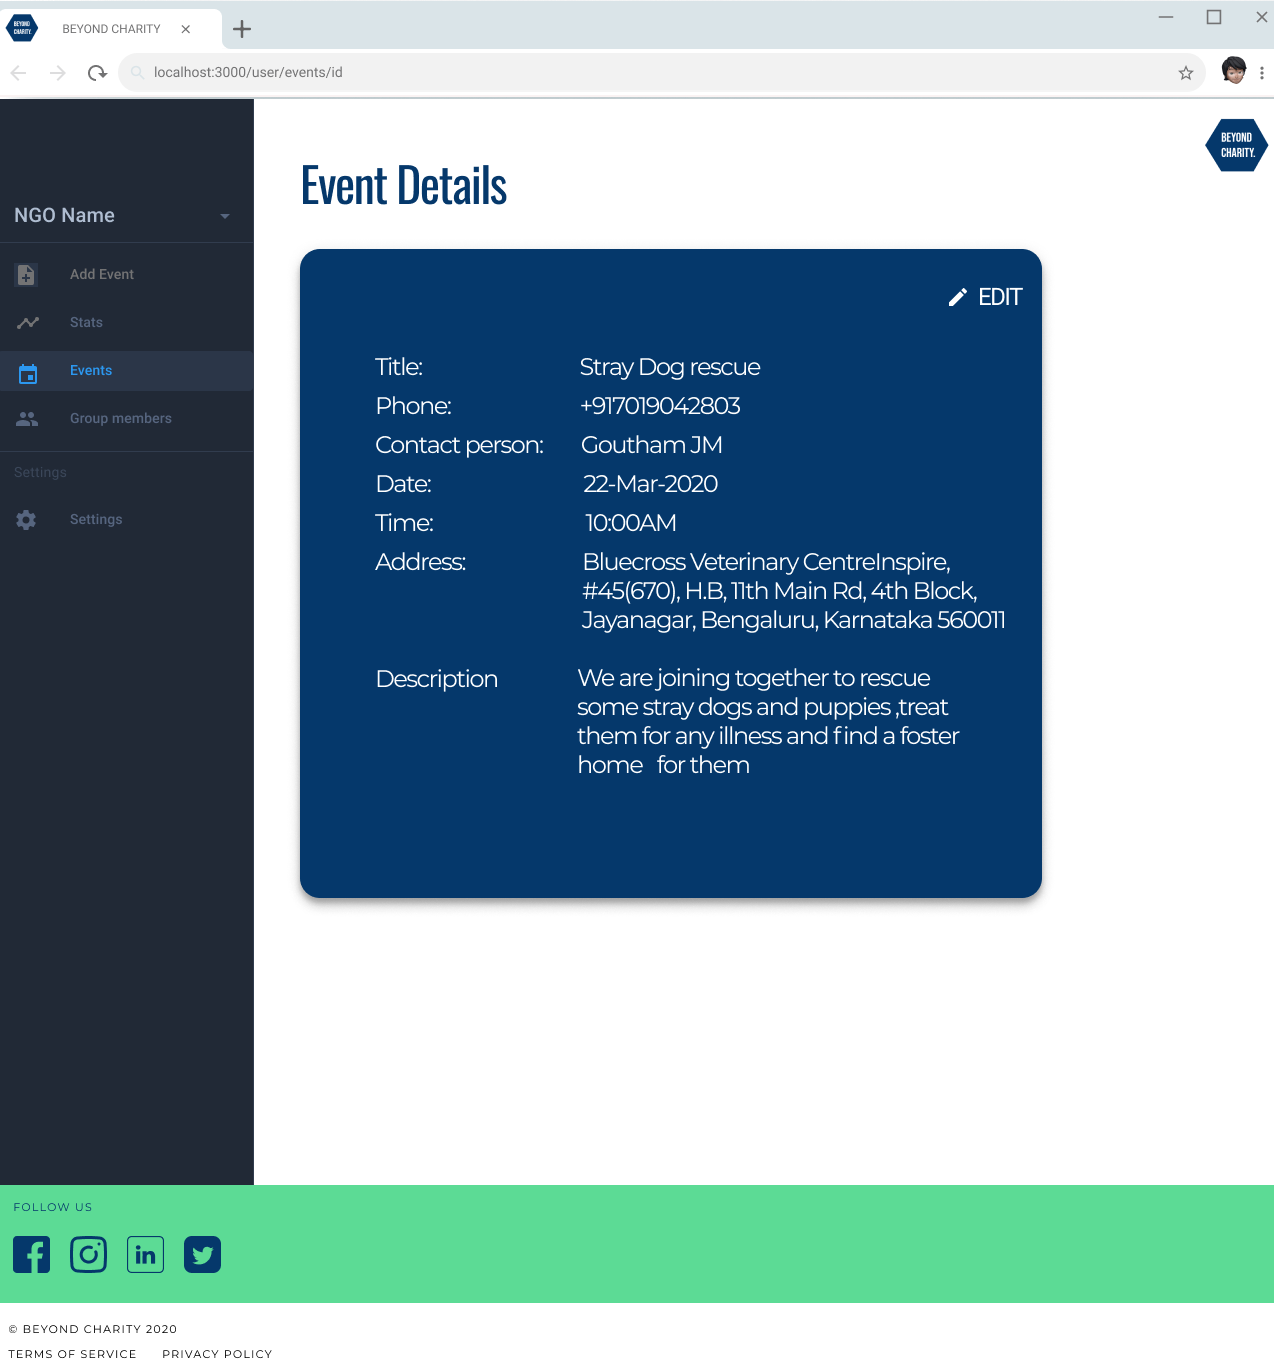 BEYOND CHARITY.
BEYOND CHARITY
localhost:3000/user/events/id
BEYOND
CHARITY.
NGO Name
Add Event
Stats
Events
Group members
Settings
Settings
Event Details
EDIT
Title: Stray Dog rescue
Phone: +917019042803
Contact person: Goutham JM
Date: 22-Mar-2020
Time: 10:00AM
Address: Bluecross Veterinary CentreInspire,
#45(670), H.B, 11th Main Rd, 4th Block,
Jayanagar, Bengaluru, Karnataka 560011
Description We are joining together to rescue
some stray dogs and puppies ,treat
them for any illness and find a foster
home for them
FOLLOW US
© BEYOND CHARITY 2020
TERMS OF SERVICE PRIVACY POLICY